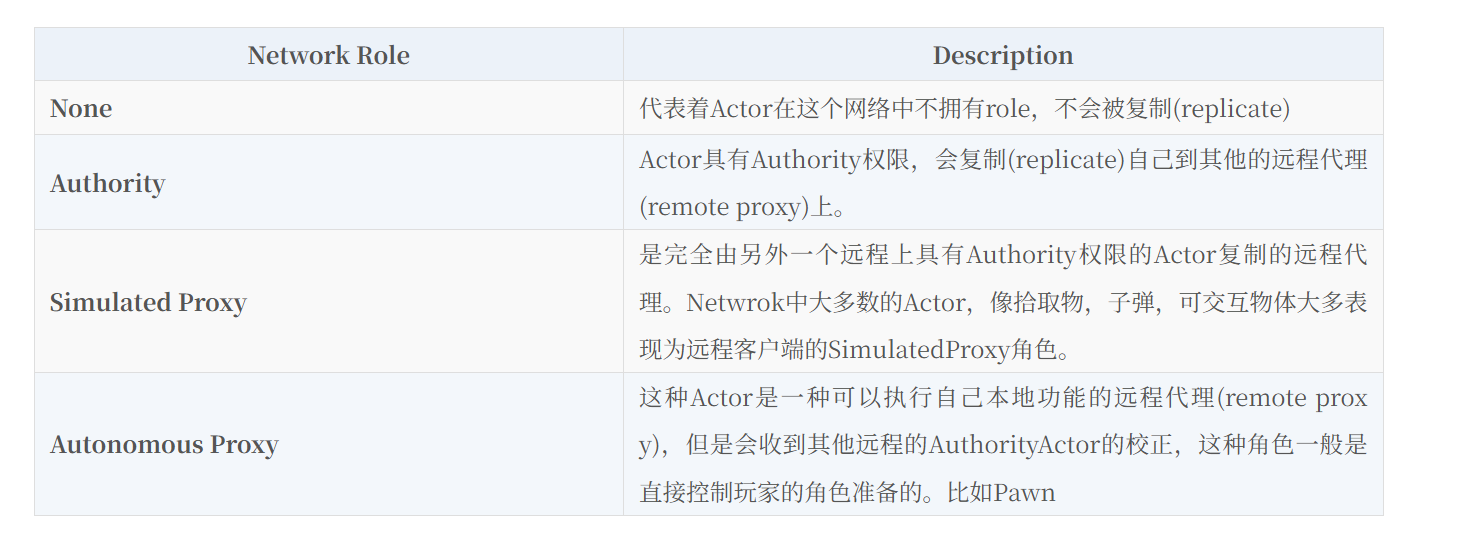 Network Role
Description
None
代表着Actor在这个网络中不拥有role，不会被复制(replicate)
Authority
Actor具有Authority权限，会复制(replicate)自己到其他的远程代理
(remote proxy)上。
Simulated Proxy
是完全由另外一个远程上具有Authority权限的Actor复制的远程代
理。Netwrok中大多数的Actor，像拾取物，子弹，可交互物体大多表
现为远程客户端的SimulatedProxy角色。
Autonomous Proxy
这种Actor是一种可以执行自己本地功能的远程代理(remote prox
y)，但是会收到其他远程的AuthorityActor的校正，这种角色一般是
直接控制玩家的角色准备的。比如Pawn